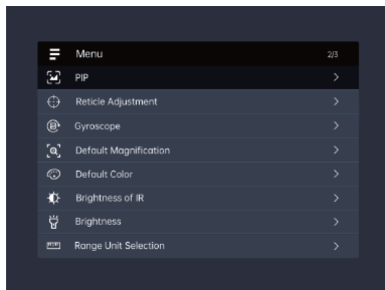 Menu 2/3
PIP
Reticle Adjustment
Gyroscope
Default Magnification
Default Color
Brightness of IR
Brightness
Range Unit Selection